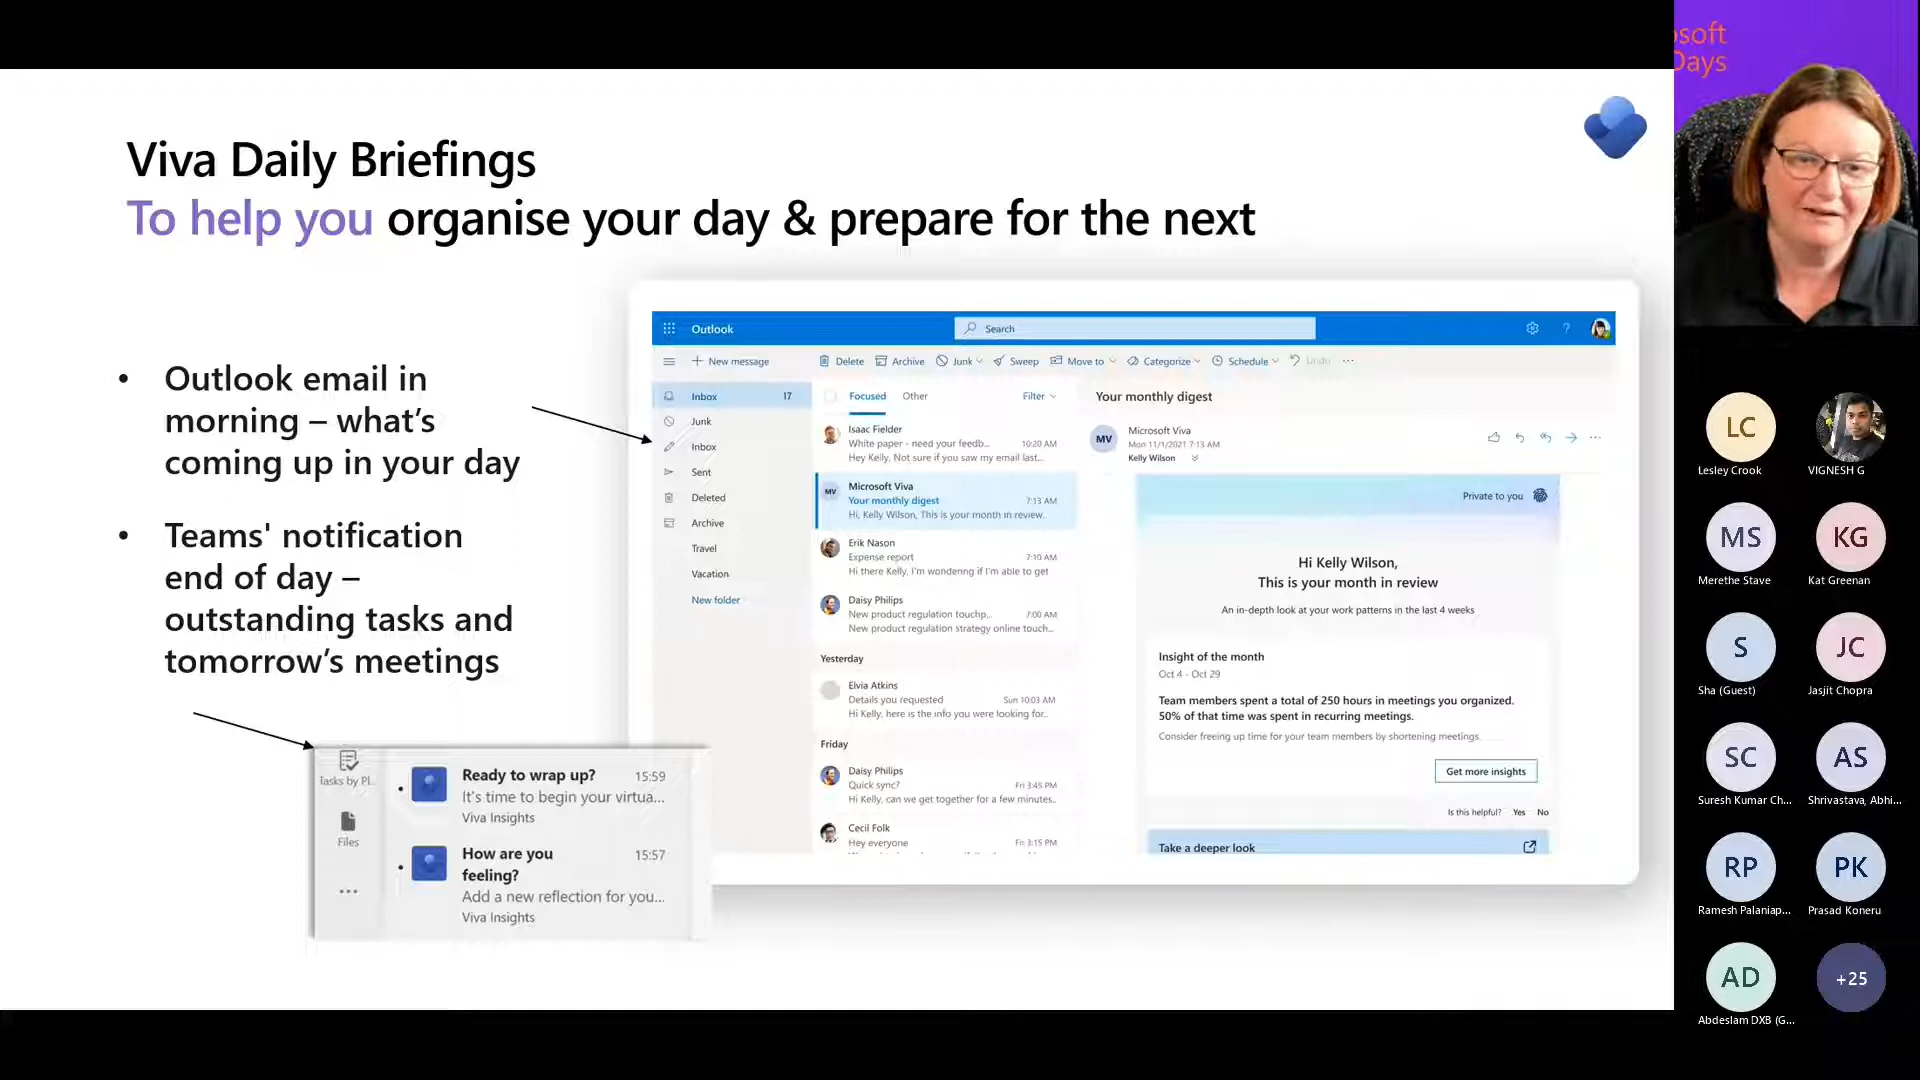 Viva Daily Briefings
To help you organise your day & prepare for the next
• Outlook email in
morning – what's
coming up in your day
• Teams' notification
end of day –
outstanding tasks and
tomorrow's meetings
Outlook
Search
New message
Delete
Archive
Junk
Sweep
Move to
Categorize
Schedule
Undo
Inbox 17
Junk
Inbox
Sent
Deleted
Archive
Travel
Vacation
New folder
Focused
Other
Filter
Isaac Fielder
White paper - need your feedb... 10:20 AM
Hey Kelly, Not sure if you saw my email last...
MV
Microsoft Viva
Your monthly digest 7:13 AM
Hi, Kelly Wilson, This is your month in review.
Erik Nason
Expense report 7:10 AM
Hi there Kelly, I'm wondering if I'm able to get
Daisy Philips
New product regulation touchp... 7:00 AM
New product regulation strategy online touch...
Yesterday
Elvia Atkins
Details you requested Sun 10:03 AM
Hi Kelly, here is the info you were looking for..
Friday
Daisy Philips
Quick sync? Fri 3:45 PM
Hi Kelly, can we get together for a few minutes..
Cecil Folk
Hey everyone Fri 3:15 PM
Your monthly digest
MV
Microsoft Viva
Mon 11/1/2021 7:13 AM
Kelly Wilson
Private to you
Hi Kelly Wilson,
This is your month in review
An in-depth look at your work patterns in the last 4 weeks
Insight of the month
Oct 4 - Oct 29
Team members spent a total of 250 hours in meetings you organized.
50% of that time was spent in recurring meetings.
Consider freeing up time for your team members by shortening meetings.
Get more insights
Is this helpful? Yes No
Take a deeper look
Tasks by Pl..
Files
Ready to wrap up? 15:59
It's time to begin your virtua...
Viva Insights
How are you 15:57
feeling?
Add a new reflection for you...
Viva Insights
osoft
Days
LC
Lesley Crook
VIGNESH G
MS
Merethe Stave
KG
Kat Greenan
S
Sha (Guest)
JC
Jasjit Chopra
SC
Suresh Kumar Ch...
AS
Shrivastava, Abhi...
RP
Ramesh Palaniap...
PK
Prasad Koneru
AD
Abdeslam DXB (G...
+25